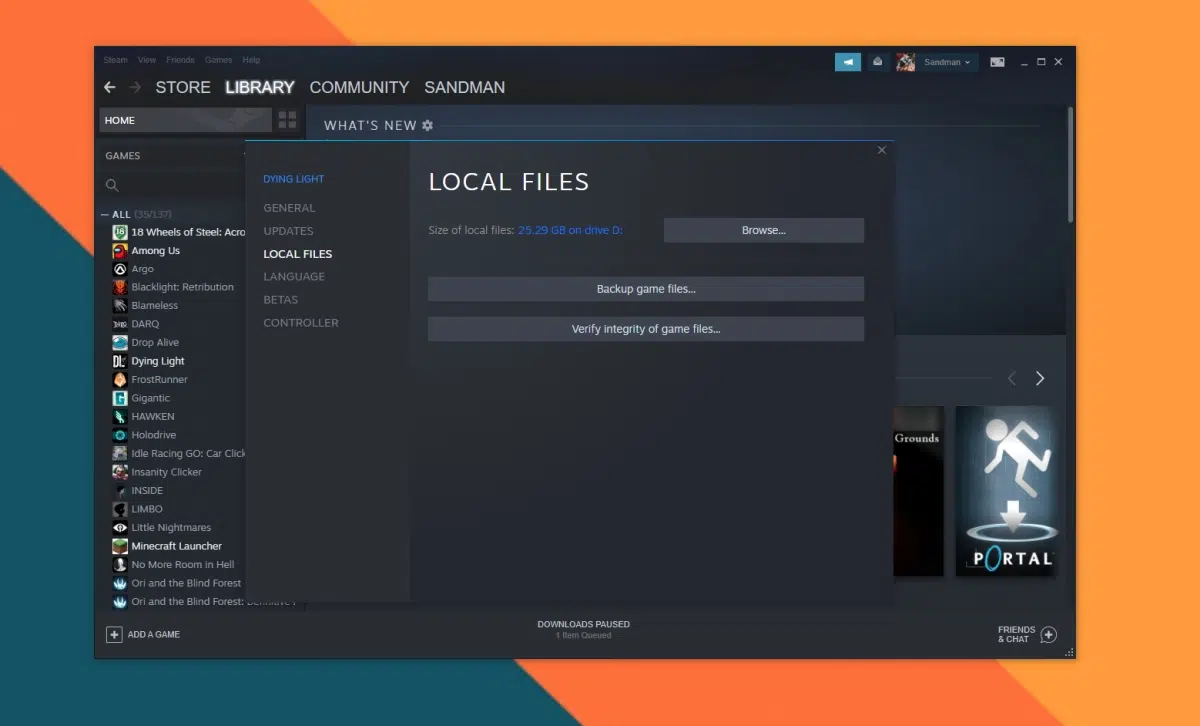 Steam View Friends Games Help
Sandman
STORE LIBRARY COMMUNITY SANDMAN
HOME
WHAT'S NEW
GAMES
ALL (35/137)
18 Wheels of Steel: Acro
Among Us
Argo
Blacklight: Retribution
Blameless
DARQ
Drop Alive
Dying Light
FrostRunner
Gigantic
HAWKEN
Holodrive
Idle Racing GO: Car Click
Insanity Clicker
INSIDE
LIMBO
Little Nightmares
Minecraft Launcher
No More Room in Hell
Ori and the Blind Forest
Ori and the Blind Forest:
DYING LIGHT
GENERAL
UPDATES
LOCAL FILES
LANGUAGE
BETAS
CONTROLLER
LOCAL FILES
Size of local files: 25.29 GB on drive D:
Browse...
Backup game files...
Verify integrity of game files...
Grounds
PORTAL
ADD A GAME
DOWNLOADS PAUSED
1 Item Queued
FRIENDS
& CHAT